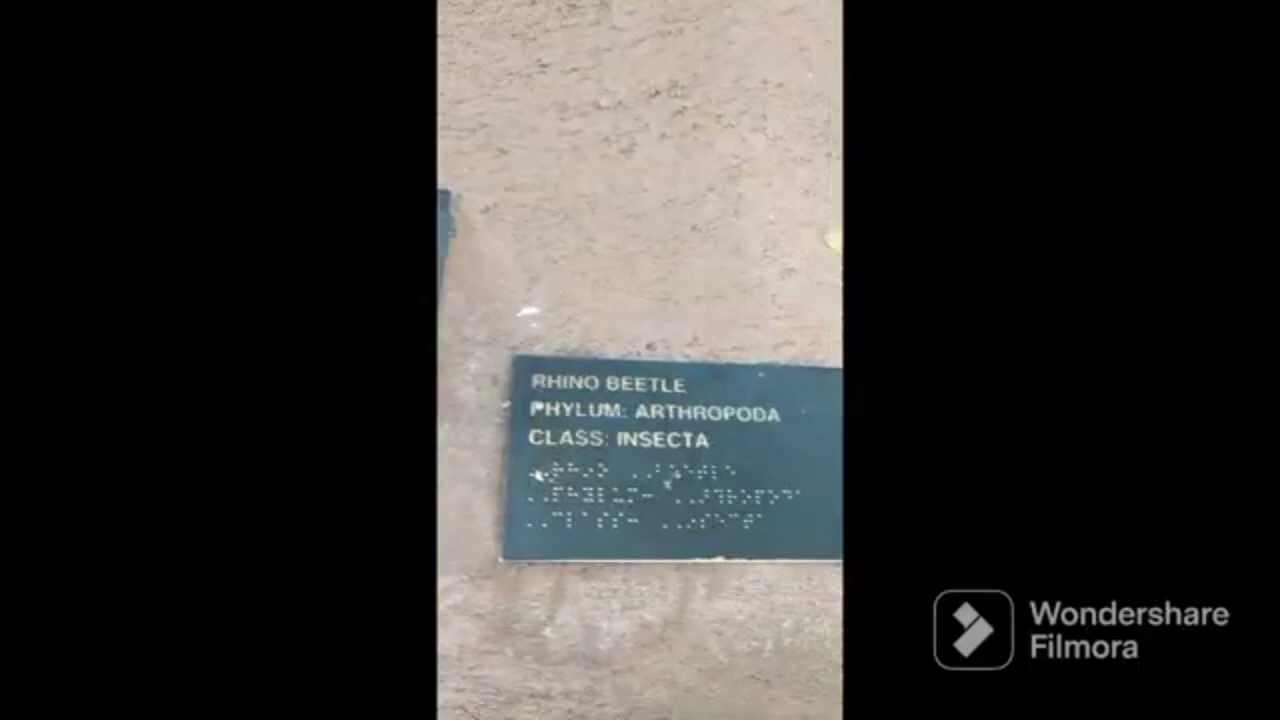 RHINO BEETLE
PHYLUM: ARTHROPODA
CLASS: INSECTA
Wondershare
Filmora